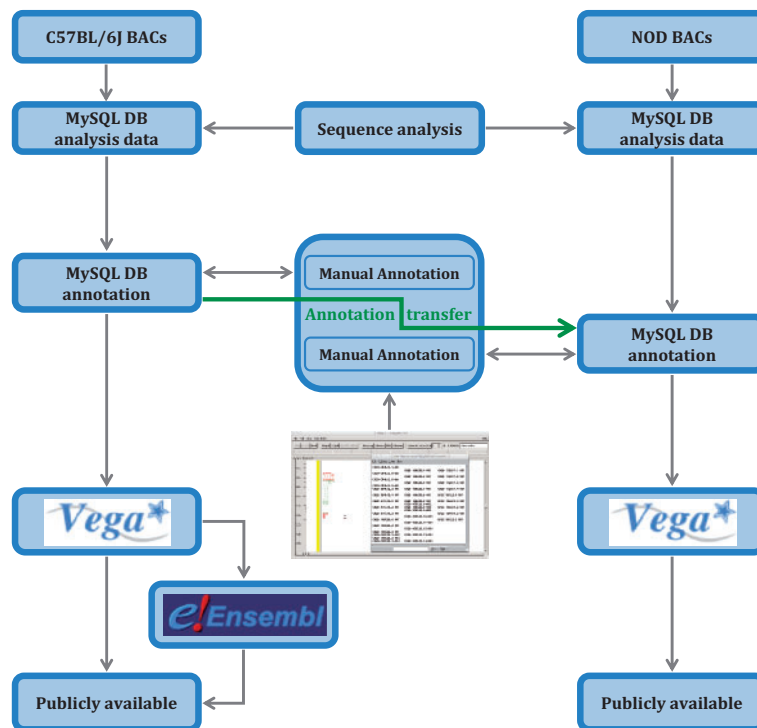 C57BL/6J BACs
NOD BACs
MySQL DB
analysis data
Sequence analysis
MySQL DB
analysis data
MySQL DB
annotation
Manual Annotation
Annotation transfer
Manual Annotation
MySQL DB
annotation
Vega
Vega
e!Ensembl
Publicly available
Publicly available